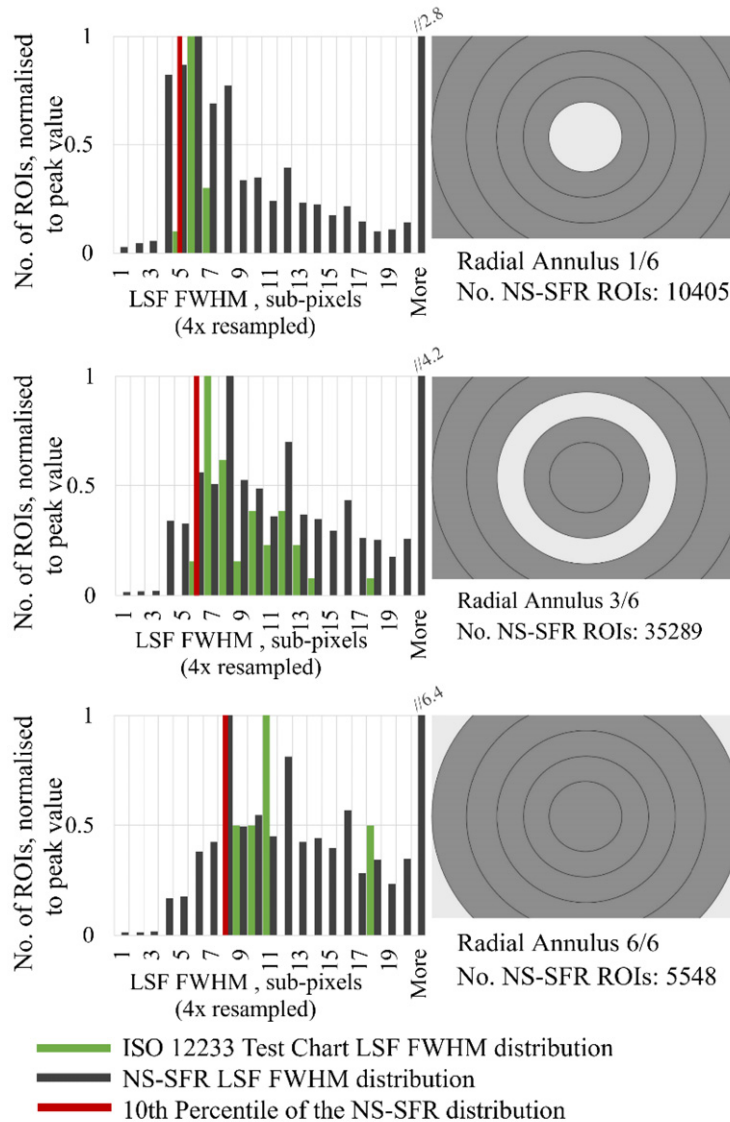 No. of ROIs, normalised
to peak value
1
0.5
0
//2.8
1
3
5
7
9
11
13
15
17
19
More
LSF FWHM , sub-pixels
(4x resampled)
Radial Annulus 1/6
No. NS-SFR ROIs: 10405
No. of ROIs, normalised
to peak value
1
0.5
0
//4.2
1
3
5
7
9
11
13
15
17
19
More
LSF FWHM , sub-pixels
(4x resampled)
Radial Annulus 3/6
No. NS-SFR ROIs: 35289
No. of ROIs, normalised
to peak value
1
0.5
0
//6.4
1
3
5
7
9
11
13
15
17
19
More
LSF FWHM , sub-pixels
(4x resampled)
Radial Annulus 6/6
No. NS-SFR ROIs: 5548
ISO 12233 Test Chart LSF FWHM distribution
NS-SFR LSF FWHM distribution
10th Percentile of the NS-SFR distribution